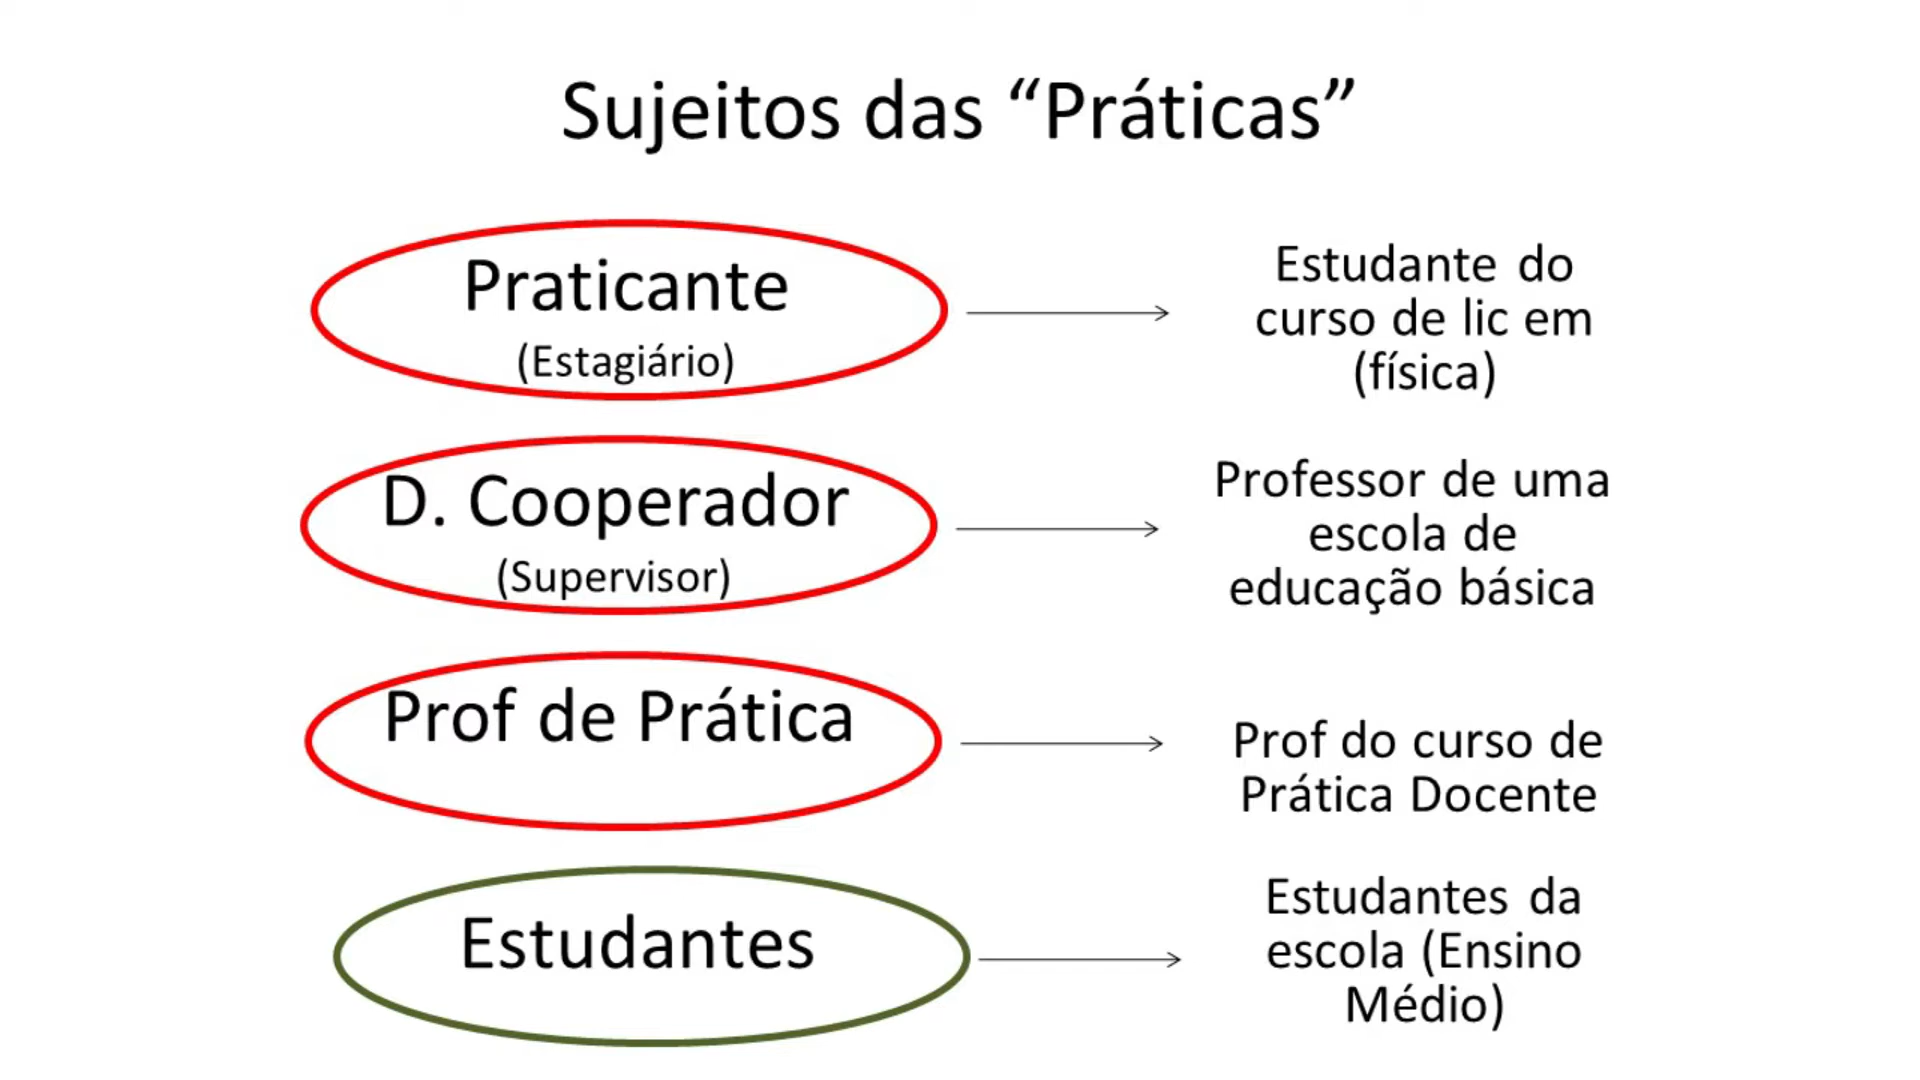 Sujeitos das “Práticas”
Praticante
(Estagiário)
Estudante do
curso de lic em
(física)
D. Cooperador
(Supervisor)
Professor de uma
escola de
educação básica
Prof de Prática
Prof do curso de
Prática Docente
Estudantes
Estudantes da
escola (Ensino
Médio)